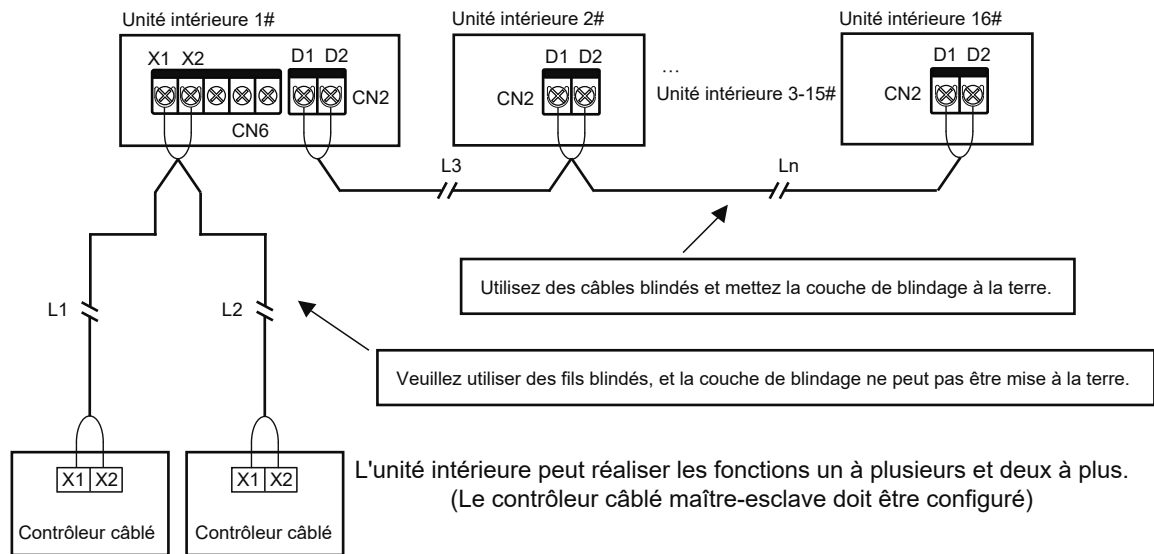 Unité intérieure 1#
Unité intérieure 2#
Unité intérieure 16#
X1 X2
D1 D2
CN2
CN6
D1 D2
CN2
...
Unité intérieure 3-15#
D1 D2
CN2
L3
Ln
Utilisez des câbles blindés et mettez la couche de blindage à la terre.
L1
L2
Veuillez utiliser des fils blindés, et la couche de blindage ne peut pas être mise à la terre.
X1 X2
Contrôleur câblé
X1 X2
Contrôleur câblé
L'unité intérieure peut réaliser les fonctions un à plusieurs et deux à plus.
(Le contrôleur câblé maître-esclave doit être configuré)